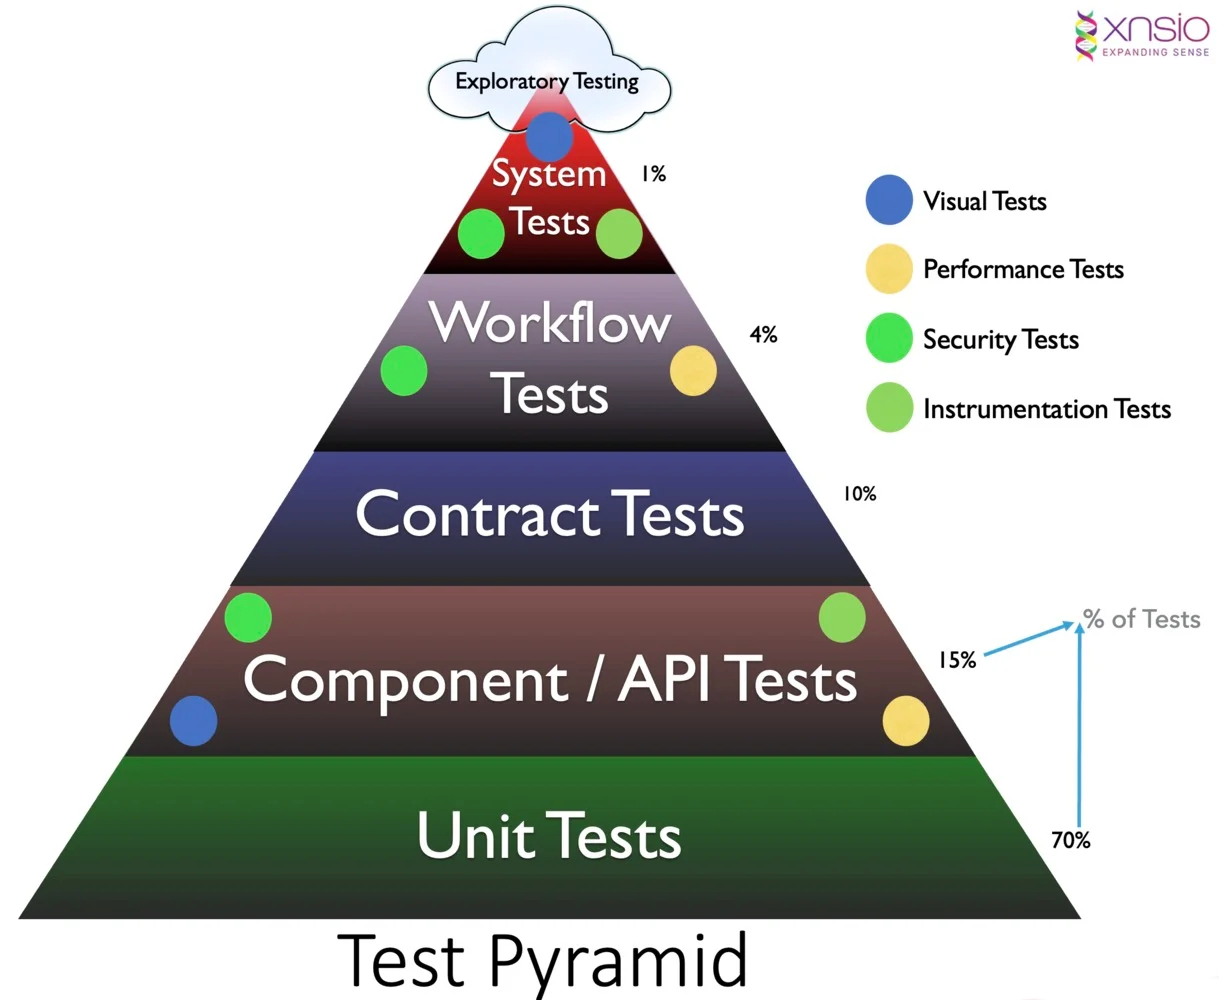 xnsio
EXPANDING SENSE
Exploratory Testing
System
Tests
1%
Visual Tests
Performance Tests
Security Tests
Instrumentation Tests
Workflow
Tests
4%
Contract Tests
10%
% of Tests
Component / API Tests
15%
Unit Tests
70%
Test Pyramid